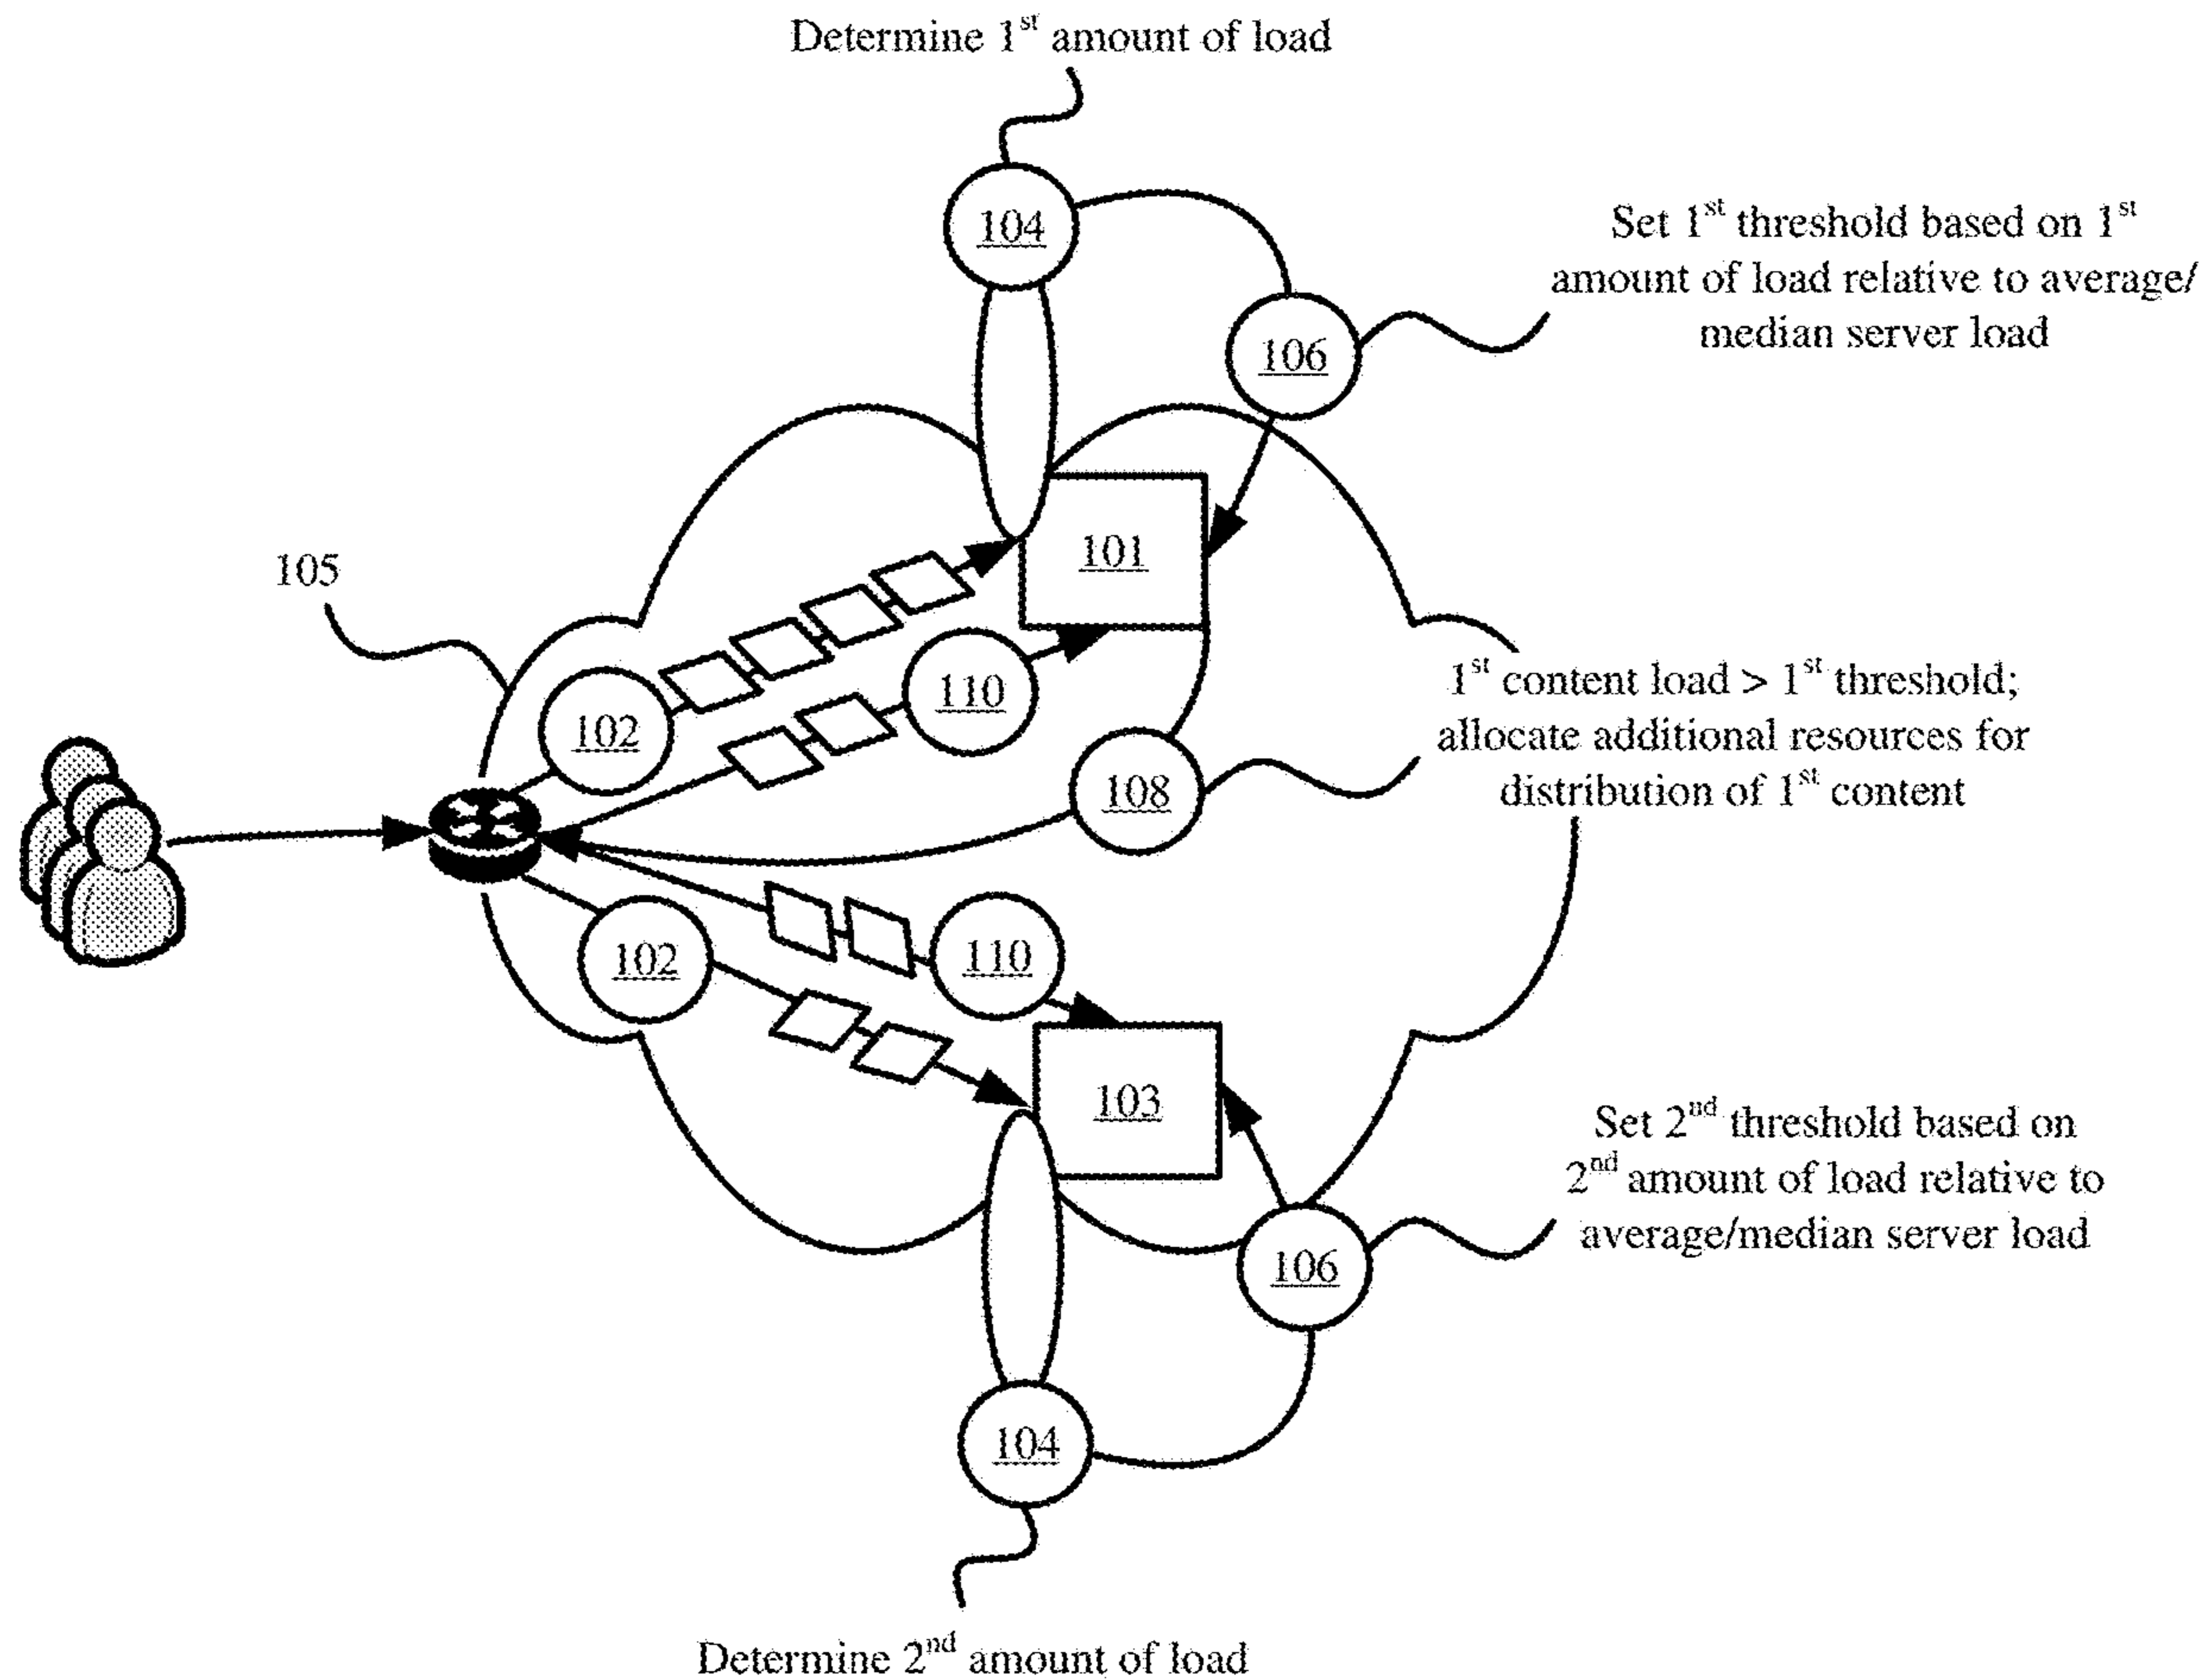 Determine 1st amount of load
104
Set 1st threshold based on 1st
amount of load relative to average/
median server load
106
101
105
110
102
1st content load > 1st threshold;
allocate additional resources for
distribution of 1st content
108
102
110
103
Set 2nd threshold based on
2nd amount of load relative to
average/median server load
106
104
Determine 2nd amount of load